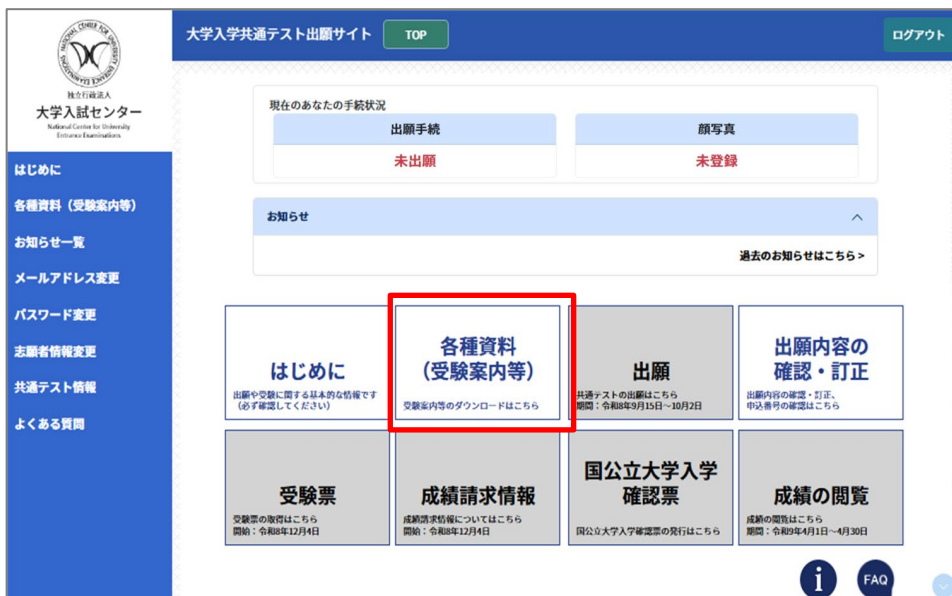 NATIONAL CENTER FOR UNIVERSITY ENTRANCE EXAMINATIONS
独立行政法人
大学入試センター
National Center for University
Entrance Examinations
はじめに
各種資料（受験案内等）
お知らせ一覧
メールアドレス変更
パスワード変更
志願者情報変更
共通テスト情報
よくある質問
大学入学共通テスト出願サイト
TOP
ログアウト
現在のあなたの手続状況
出願手続
顔写真
未出願
未登録
お知らせ
過去のお知らせはこちら >
はじめに
出願や受験に関する基本的な情報です
（必ず確認してください）
各種資料
（受験案内等）
受験案内等のダウンロードはこちら
出願
共通テストの出願はこちら
期間：令和8年9月15日～10月2日
出願内容の
確認・訂正
出願内容の確認・訂正、
申込番号の確認はこちら
受験票
受験票の取得はこちら
開始：令和8年12月4日
成績請求情報
成績請求情報についてはこちら
開始：令和8年12月4日
国公立大学入学
確認票
国公立大学入学確認票の発行はこちら
成績の閲覧
成績の閲覧はこちら
期間：令和9年4月1日～4月30日
i
FAQ